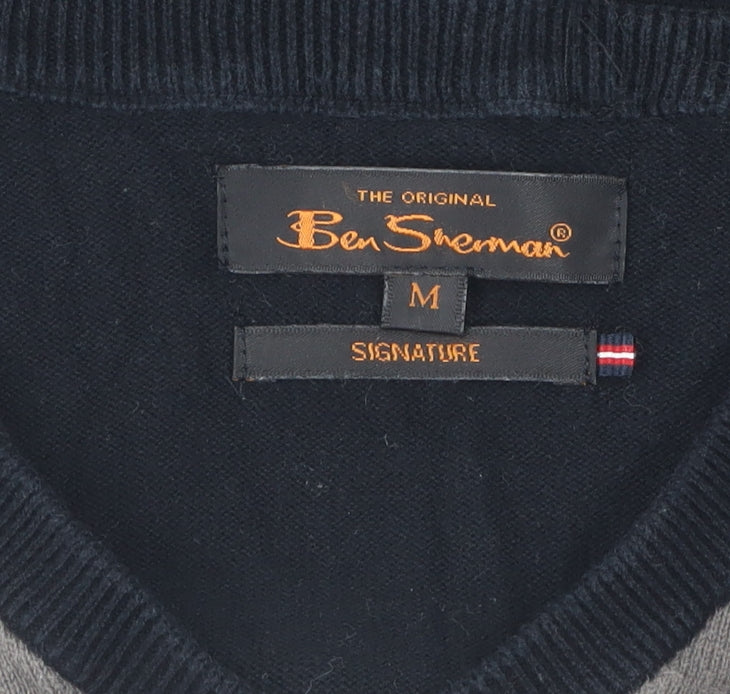 THE ORIGINAL
Ben Sherman®
M
SIGNATURE